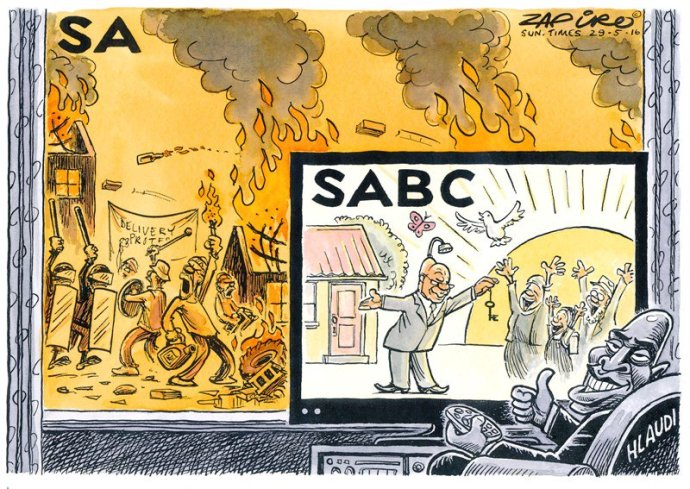 SA
ZAPIRO ©
SUN. TIMES 29-5-16
DELIVERY
PROTEST
SABC
HLAUDI